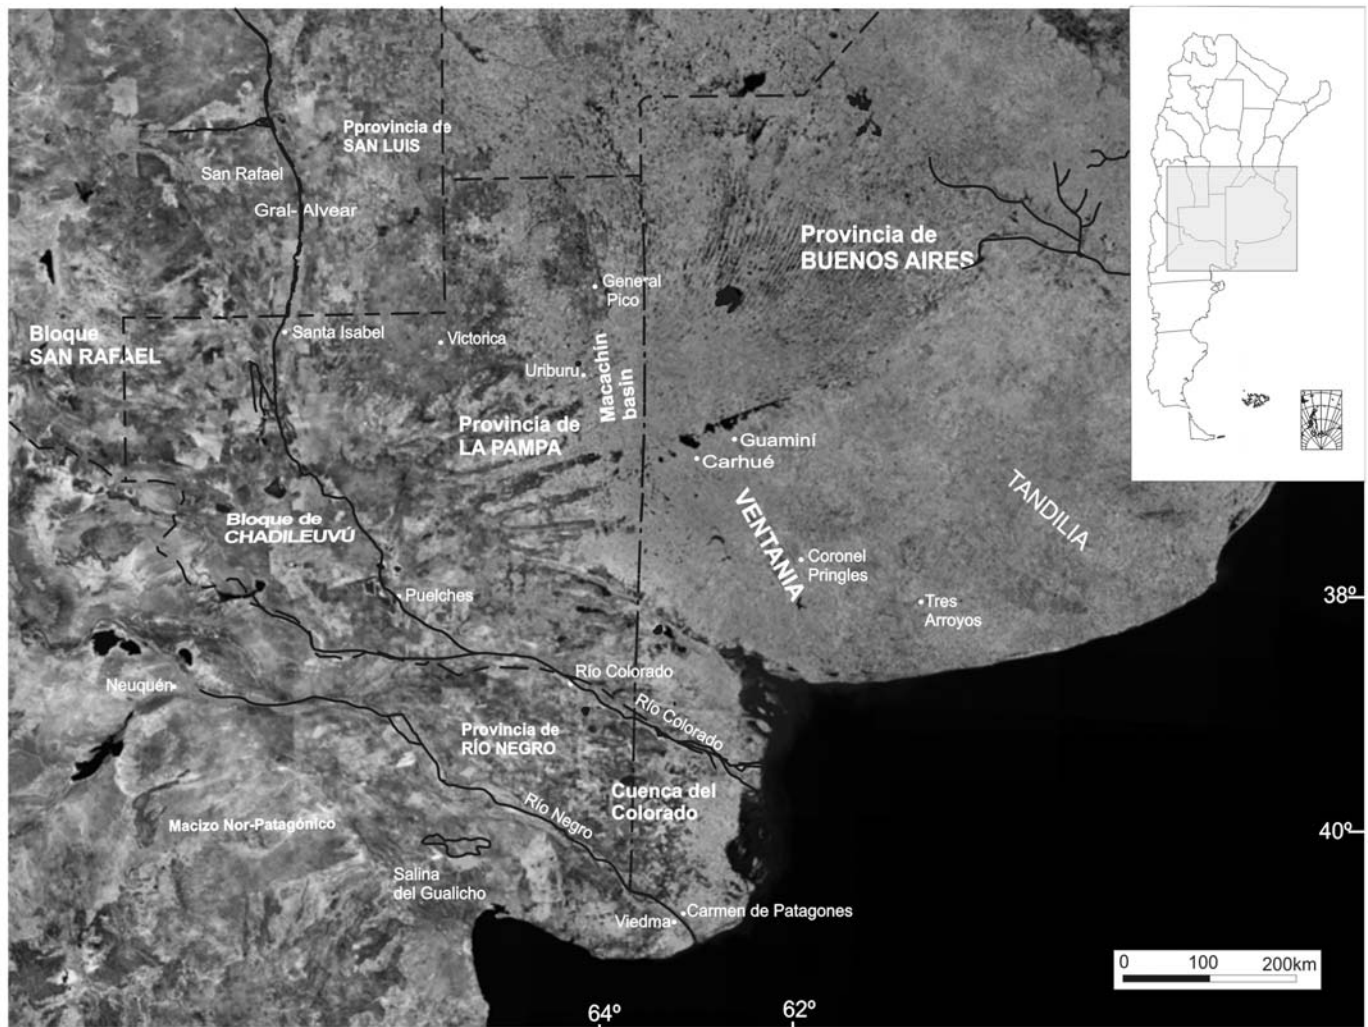 Pprovincia de
SAN LUIS
San Rafael
Gral- Alvear
Provincia de
BUENOS AIRES
General
Pico
Bloque
SAN RAFAEL
Santa Isabel
Victorica
Uriburu
Macachin
basin
Provincia de
LA PAMPA
Guaminí
Carhué
VENTANIA
TANDILIA
Bloque de
CHADILEUVÚ
Coronel
Pringles
Puelches
Tres
Arroyos
38º
Neuquén
Río Colorado
Río Colorado
Provincia de
RÍO NEGRO
Cuenca del
Colorado
Río Negro
Macizo Nor-Patagónico
40º
Salina
del Gualicho
Viedma
Carmen de Patagones
0 100 200km
64º 62º